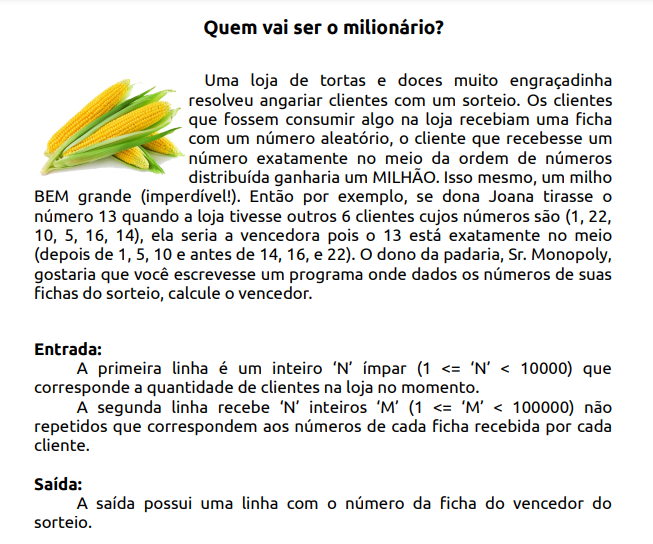 Quem vai ser o milionário?
Uma loja de tortas e doces muito engraçadinha
resolveu angariar clientes com um sorteio. Os clientes
que fossem consumir algo na loja recebiam uma ficha
com um número aleatório, o cliente que recebesse um
número exatamente no meio da ordem de números
distribuída ganharia um MILHÃO. Isso mesmo, um milho
BEM grande (imperdível!). Então por exemplo, se dona Joana tirasse o
número 13 quando a loja tivesse outros 6 clientes cujos números são (1, 22,
10, 5, 16, 14), ela seria a vencedora pois o 13 está exatamente no meio
(depois de 1, 5, 10 e antes de 14, 16, e 22). O dono da padaria, Sr. Monopoly,
gostaria que você escrevesse um programa onde dados os números de suas
fichas do sorteio, calcule o vencedor.
Entrada:
A primeira linha é um inteiro ‘N’ ímpar (1 <= ‘N’ < 10000) que
corresponde a quantidade de clientes na loja no momento.
A segunda linha recebe ‘N’ inteiros ‘M’ (1 <= ‘M’ < 100000) não
repetidos que correspondem aos números de cada ficha recebida por cada
cliente.
Saída:
A saída possui uma linha com o número da ficha do vencedor do
sorteio.